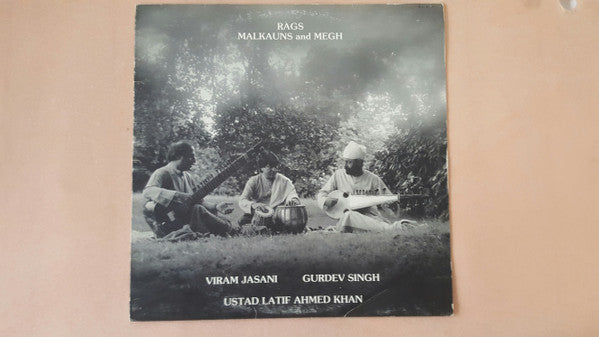 RAGS
MALKAUNS and MEGH
VIRAM JASANI GURDEV SINGH
USTAD LATIF AHMED KHAN